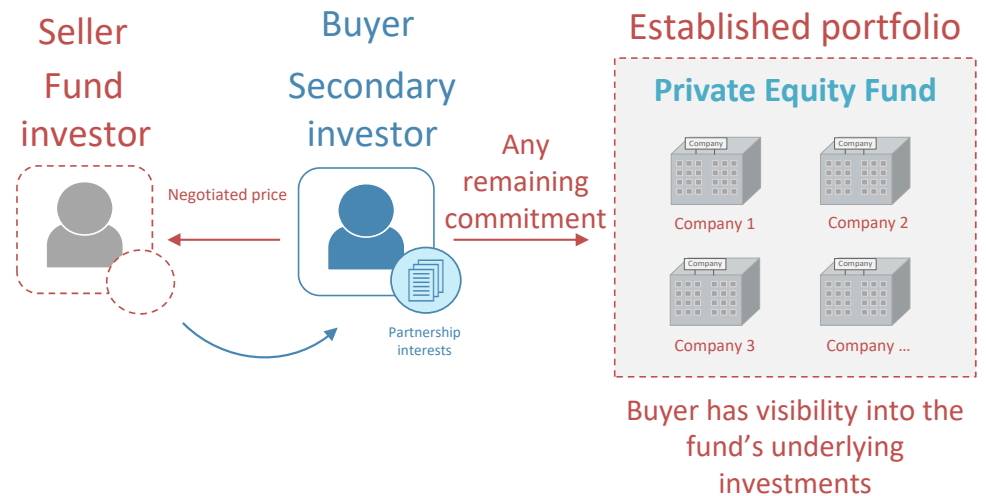 Seller
Fund
investor
Negotiated price
Buyer
Secondary
investor
Partnership
interests
Any
remaining
commitment
Established portfolio
Private Equity Fund
Company
Company 1
Company
Company 2
Company
Company 3
Company
Company ...
Buyer has visibility into the
fund's underlying
investments